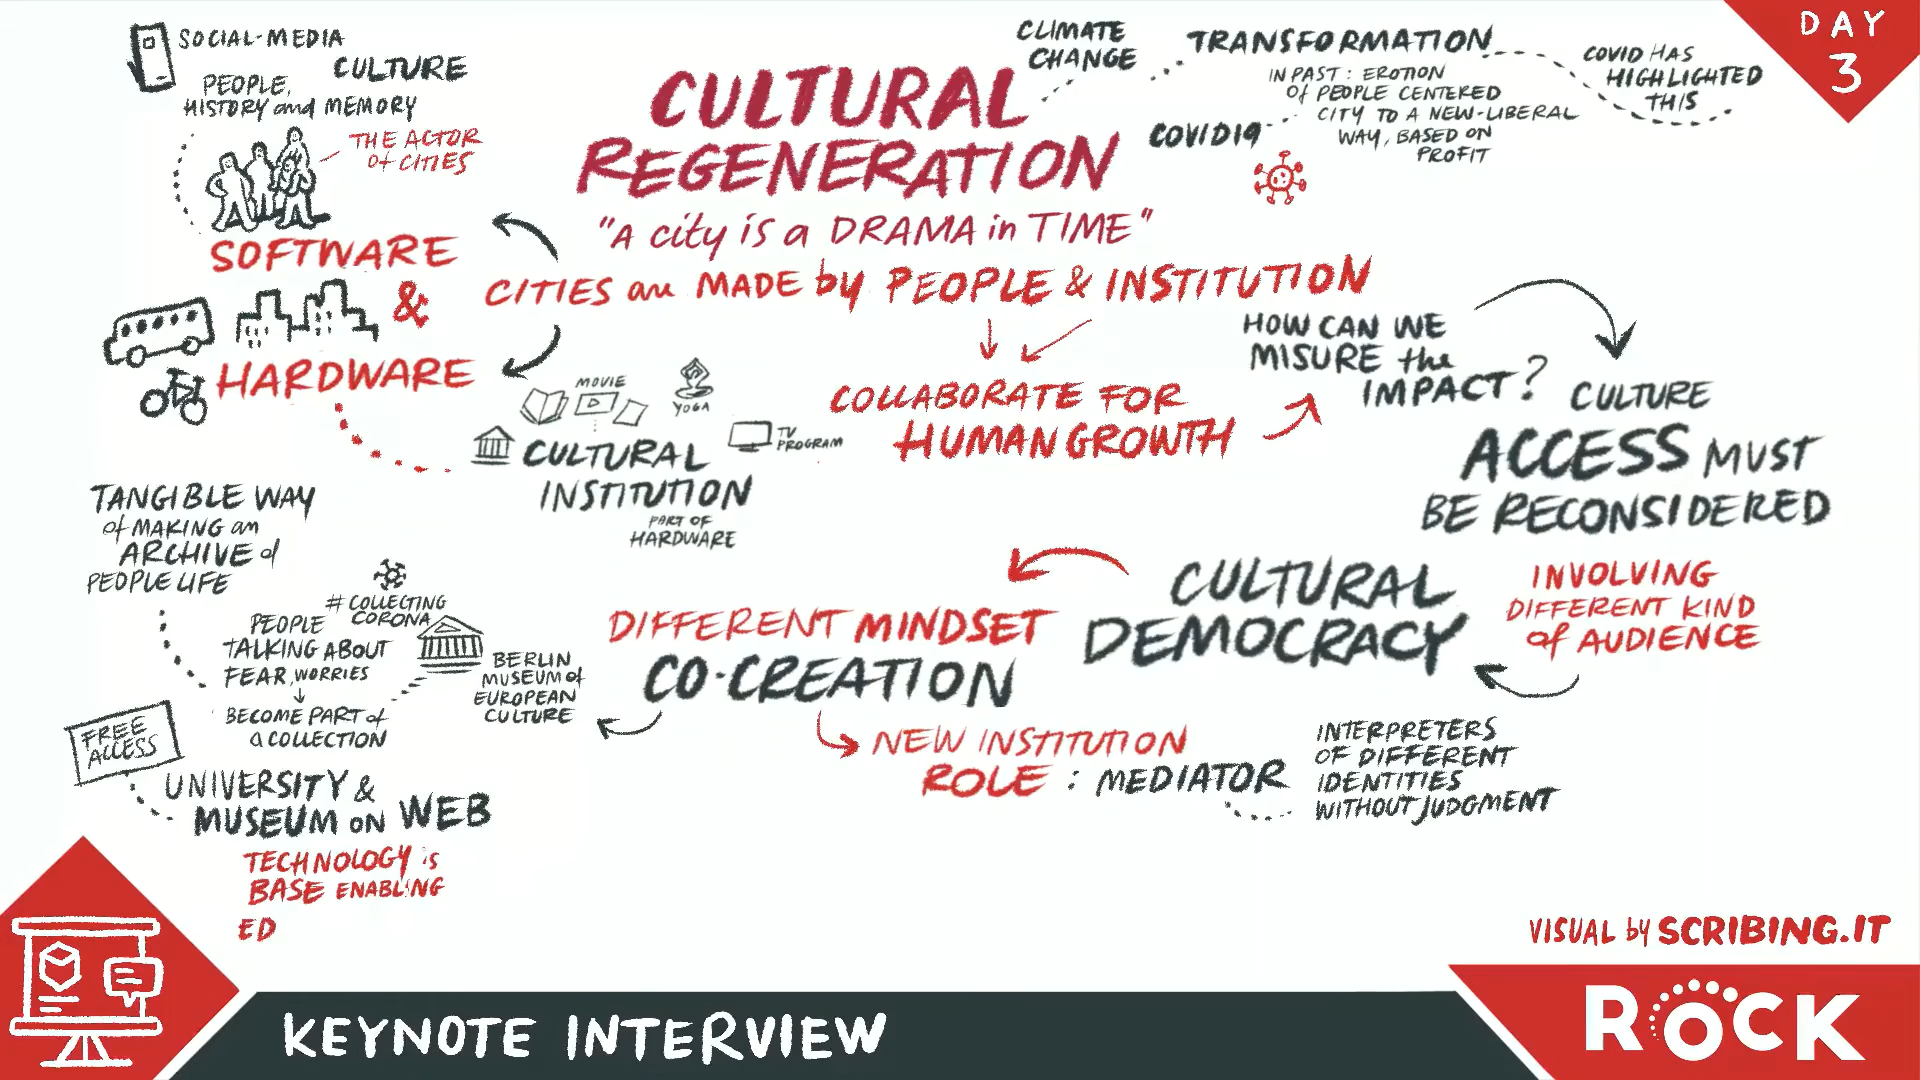 DAY
3
SOCIAL-MEDIA
CULTURE
PEOPLE,
HISTORY and MEMORY
THE ACTOR
of CITIES
SOFTWARE
&
HARDWARE
CULTURAL
REGENERATION
"A city is a DRAMA in TIME"
CITIES are MADE by PEOPLE & INSTITUTION
CLIMATE
CHANGE
TRANSFORMATION
IN PAST: EROTION
of PEOPLE CENTERED
CITY TO A NEW-LIBERAL
WAY, BASED ON
PROFIT
COVID19
COVID HAS
HIGHLIGHTED
THIS
COLLABORATE FOR
HUMAN GROWTH
HOW CAN WE
MISURE the
IMPACT?
CULTURE
ACCESS MUST
BE RECONSIDERED
INVOLVING
DIFFERENT KIND
of AUDIENCE
CULTURAL
DEMOCRACY
DIFFERENT MINDSET
CO-CREATION
NEW INSTITUTION
ROLE: MEDIATOR
INTERPRETERS
OF DIFFERENT
IDENTITIES
WITHOUT JUDGMENT
MOVIE
YOGA
TV
PROGRAM
CULTURAL
INSTITUTION
PART OF
HARDWARE
TANGIBLE WAY
of MAKING an
ARCHIVE of
PEOPLE LIFE
#COLLECTING
CORONA
PEOPLE
TALKING ABOUT
FEAR, WORRIES
BECOME PART of
a COLLECTION
BERLIN
MUSEUM of
EUROPEAN
CULTURE
FREE
ACCESS
UNIVERSITY &
MUSEUM ON WEB
TECHNOLOGY is
BASE ENABLING
ED
VISUAL by SCRIBING.IT
KEYNOTE INTERVIEW
ROCK